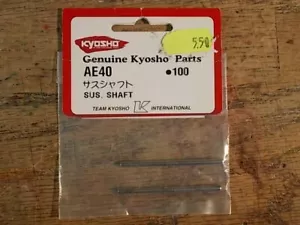 KYOSHO
5,50
Genuine Kyosho Parts
AE40
●100
サスシャフト
SUS. SHAFT
TEAM KYOSHO K INTERNATIONAL